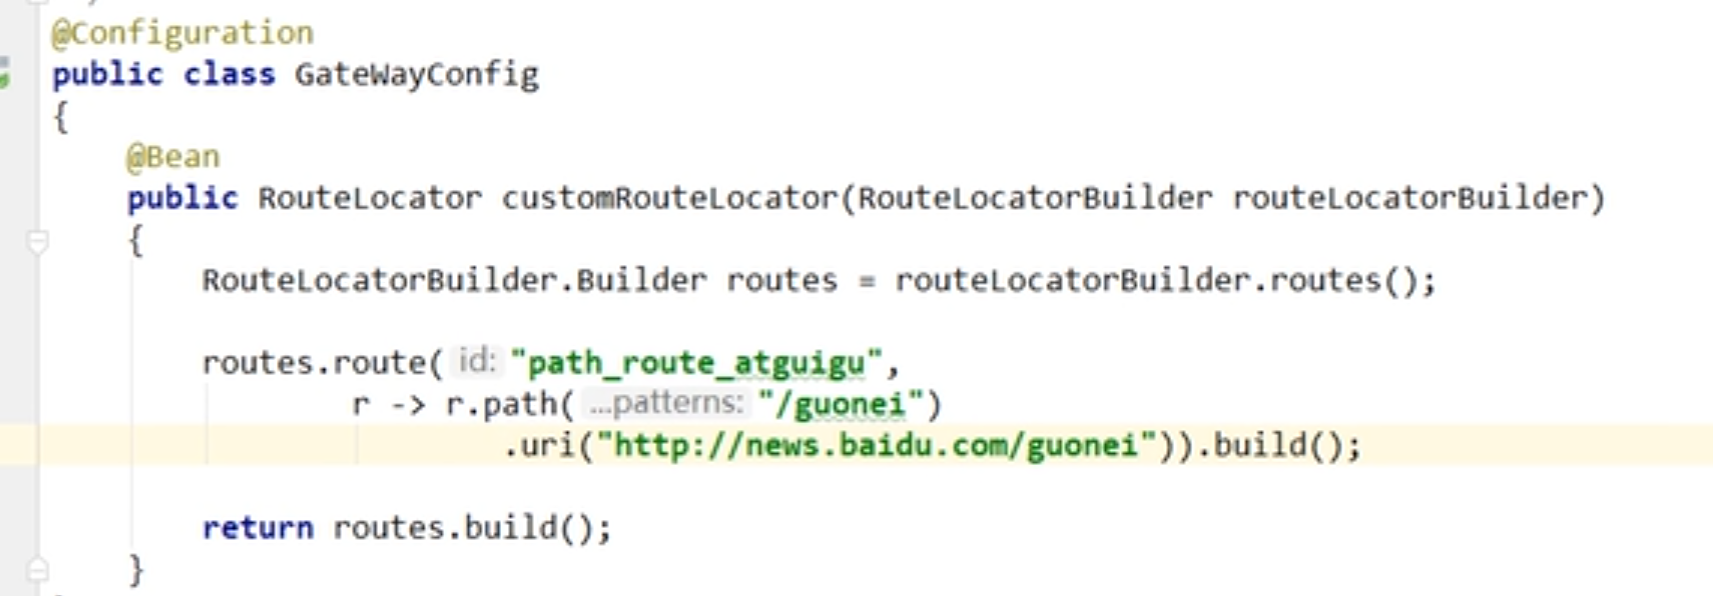 @Configuration
public class GateWayConfig
{
@Bean
public RouteLocator customRouteLocator(RouteLocatorBuilder routeLocatorBuilder)
{
RouteLocatorBuilder.Builder routes = routeLocatorBuilder.routes();
routes.route( id: "path_route_atguigu",
r -> r.path( ...patterns: "/guonei")
.uri("http://news.baidu.com/guonei")).build();
return routes.build();
}